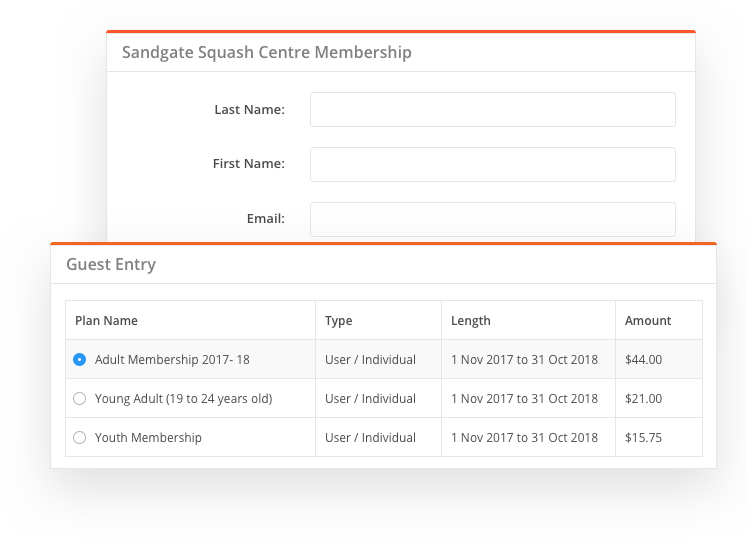 Sandgate Squash Centre Membership
Last Name:
First Name:
Email:
Guest Entry
Plan Name Type Length Amount
Adult Membership 2017- 18 User / Individual 1 Nov 2017 to 31 Oct 2018 $44.00
Young Adult (19 to 24 years old) User / Individual 1 Nov 2017 to 31 Oct 2018 $21.00
Youth Membership User / Individual 1 Nov 2017 to 31 Oct 2018 $15.75